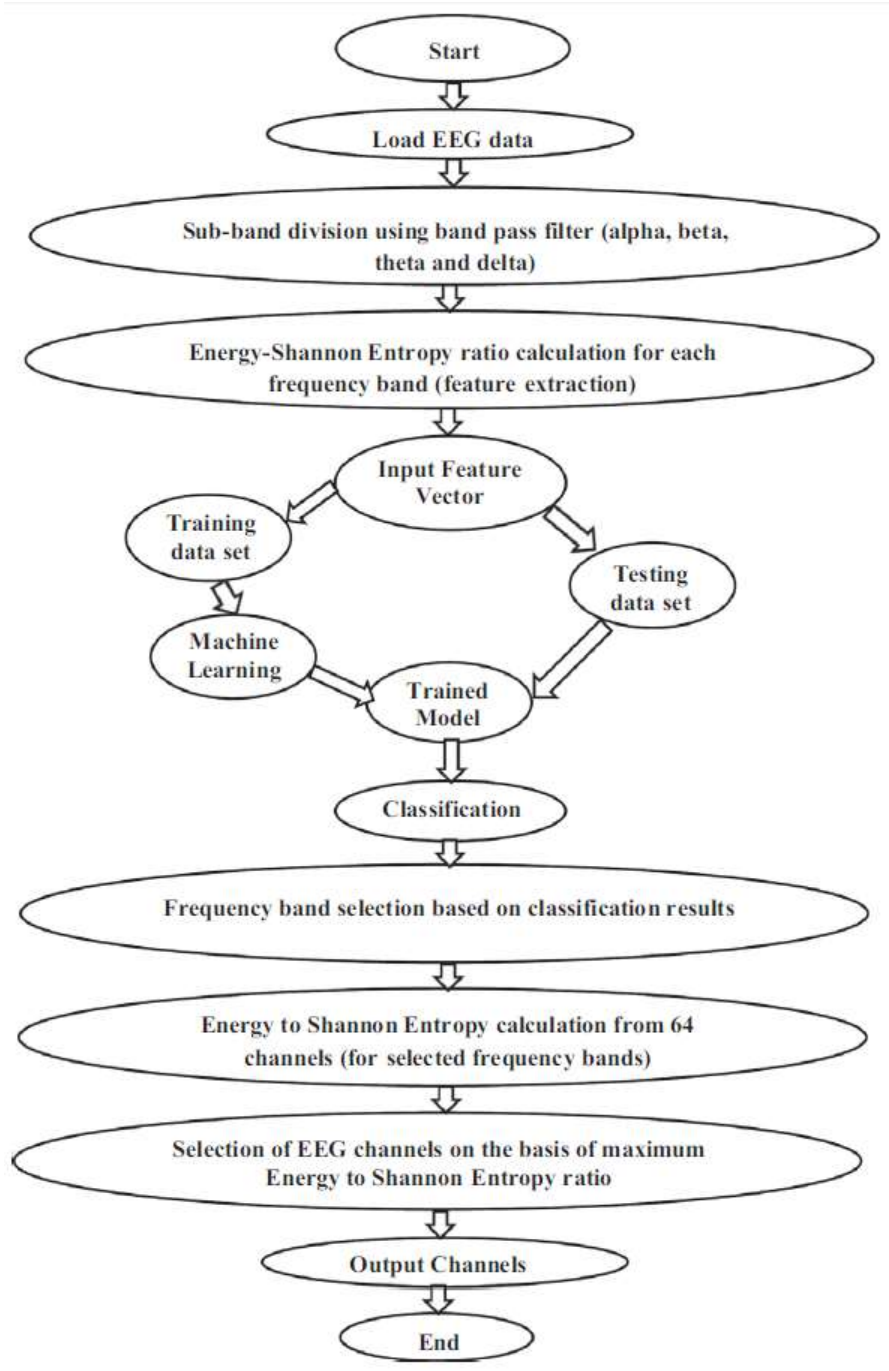 Start
Load EEG data
Sub-band division using band pass filter (alpha, beta,
theta and delta)
Energy-Shannon Entropy ratio calculation for each
frequency band (feature extraction)
Input Feature
Vector
Training
data set
Testing
data set
Machine
Learning
Trained
Model
Classification
Frequency band selection based on classification results
Energy to Shannon Entropy calculation from 64
channels (for selected frequency bands)
Selection of EEG channels on the basis of maximum
Energy to Shannon Entropy ratio
Output Channels
End